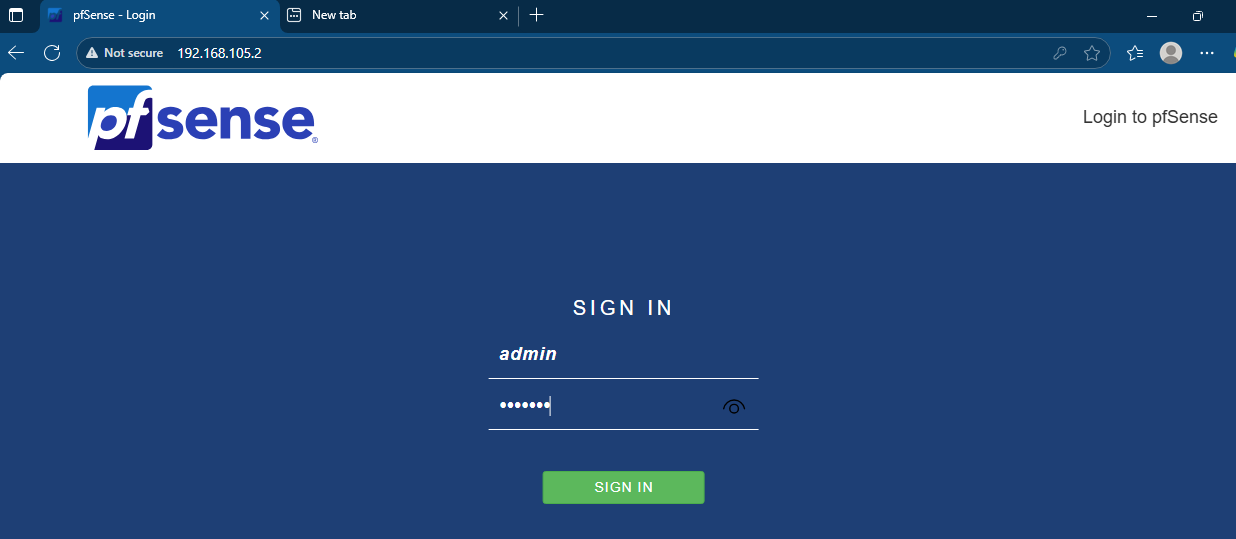 pfSense - Login
New tab
Not secure 192.168.105.2
pfsense®
Login to pfSense
SIGN IN
admin
•••••••
SIGN IN